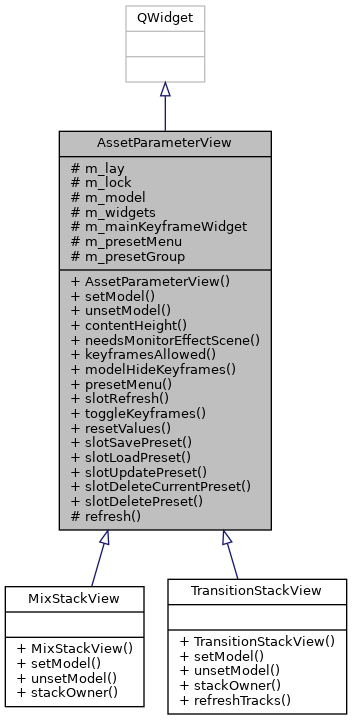 QWidget
AssetParameterView
# m_lay
# m_lock
# m_model
# m_widgets
# m_mainKeyframeWidget
# m_presetMenu
# m_presetGroup
+ AssetParameterView()
+ setModel()
+ unsetModel()
+ contentHeight()
+ needsMonitorEffectScene()
+ keyframesAllowed()
+ modelHideKeyframes()
+ presetMenu()
+ slotRefresh()
+ toggleKeyframes()
+ resetValues()
+ slotSavePreset()
+ slotLoadPreset()
+ slotUpdatePreset()
+ slotDeleteCurrentPreset()
+ slotDeletePreset()
# refresh()
MixStackView
+ MixStackView()
+ setModel()
+ unsetModel()
+ stackOwner()
TransitionStackView
+ TransitionStackView()
+ setModel()
+ unsetModel()
+ stackOwner()
+ refreshTracks()